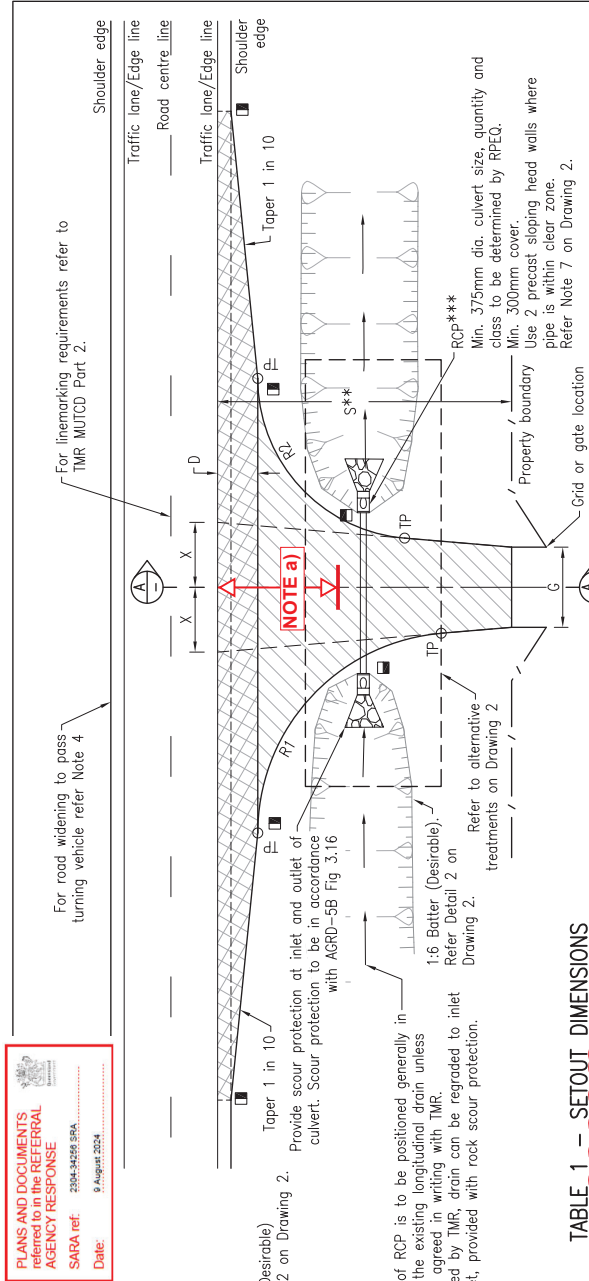 PLANS AND DOCUMENTS
referred to in the REFERRAL
AGENCY RESPONSE
SARA ref: 2304-34256 SRA
Date: 9 August 2024
Queensland
For road widening to pass
turning vehicle refer Note 4
For linemarking requirements refer to
TMR MUTCD Part 2.
Shoulder edge
Traffic lane/Edge line
Road centre line
Traffic lane/Edge line
Shoulder
edge
A
X
X
D
Taper 1 in 10
Taper 1 in 10
TP
TP
R1
R2
NOTE a)
Desirable)
2 on Drawing 2.
Provide scour protection at inlet and outlet of
culvert. Scour protection to be in accordance
with AGRD-5B Fig 3.16
S**
RCP***
Min. 375mm dia. culvert size, quantity and
class to be determined by RPEQ.
Min. 300mm cover.
Use 2 precast sloping head walls where
pipe is within clear zone.
Refer Note 7 on Drawing 2.
TP
TP
of RCP is to be positioned generally in
the existing longitudinal drain unless
agreed in writing with TMR.
ed by TMR, drain can be regraded to inlet
t, provided with rock scour protection.
1:6 Batter (Desirable).
Refer Detail 2 on
Drawing 2.
Refer to alternative
treatments on Drawing 2
Property boundary
G
Grid or gate location
A
TABLE 1 – SETOUT DIMENSIONS